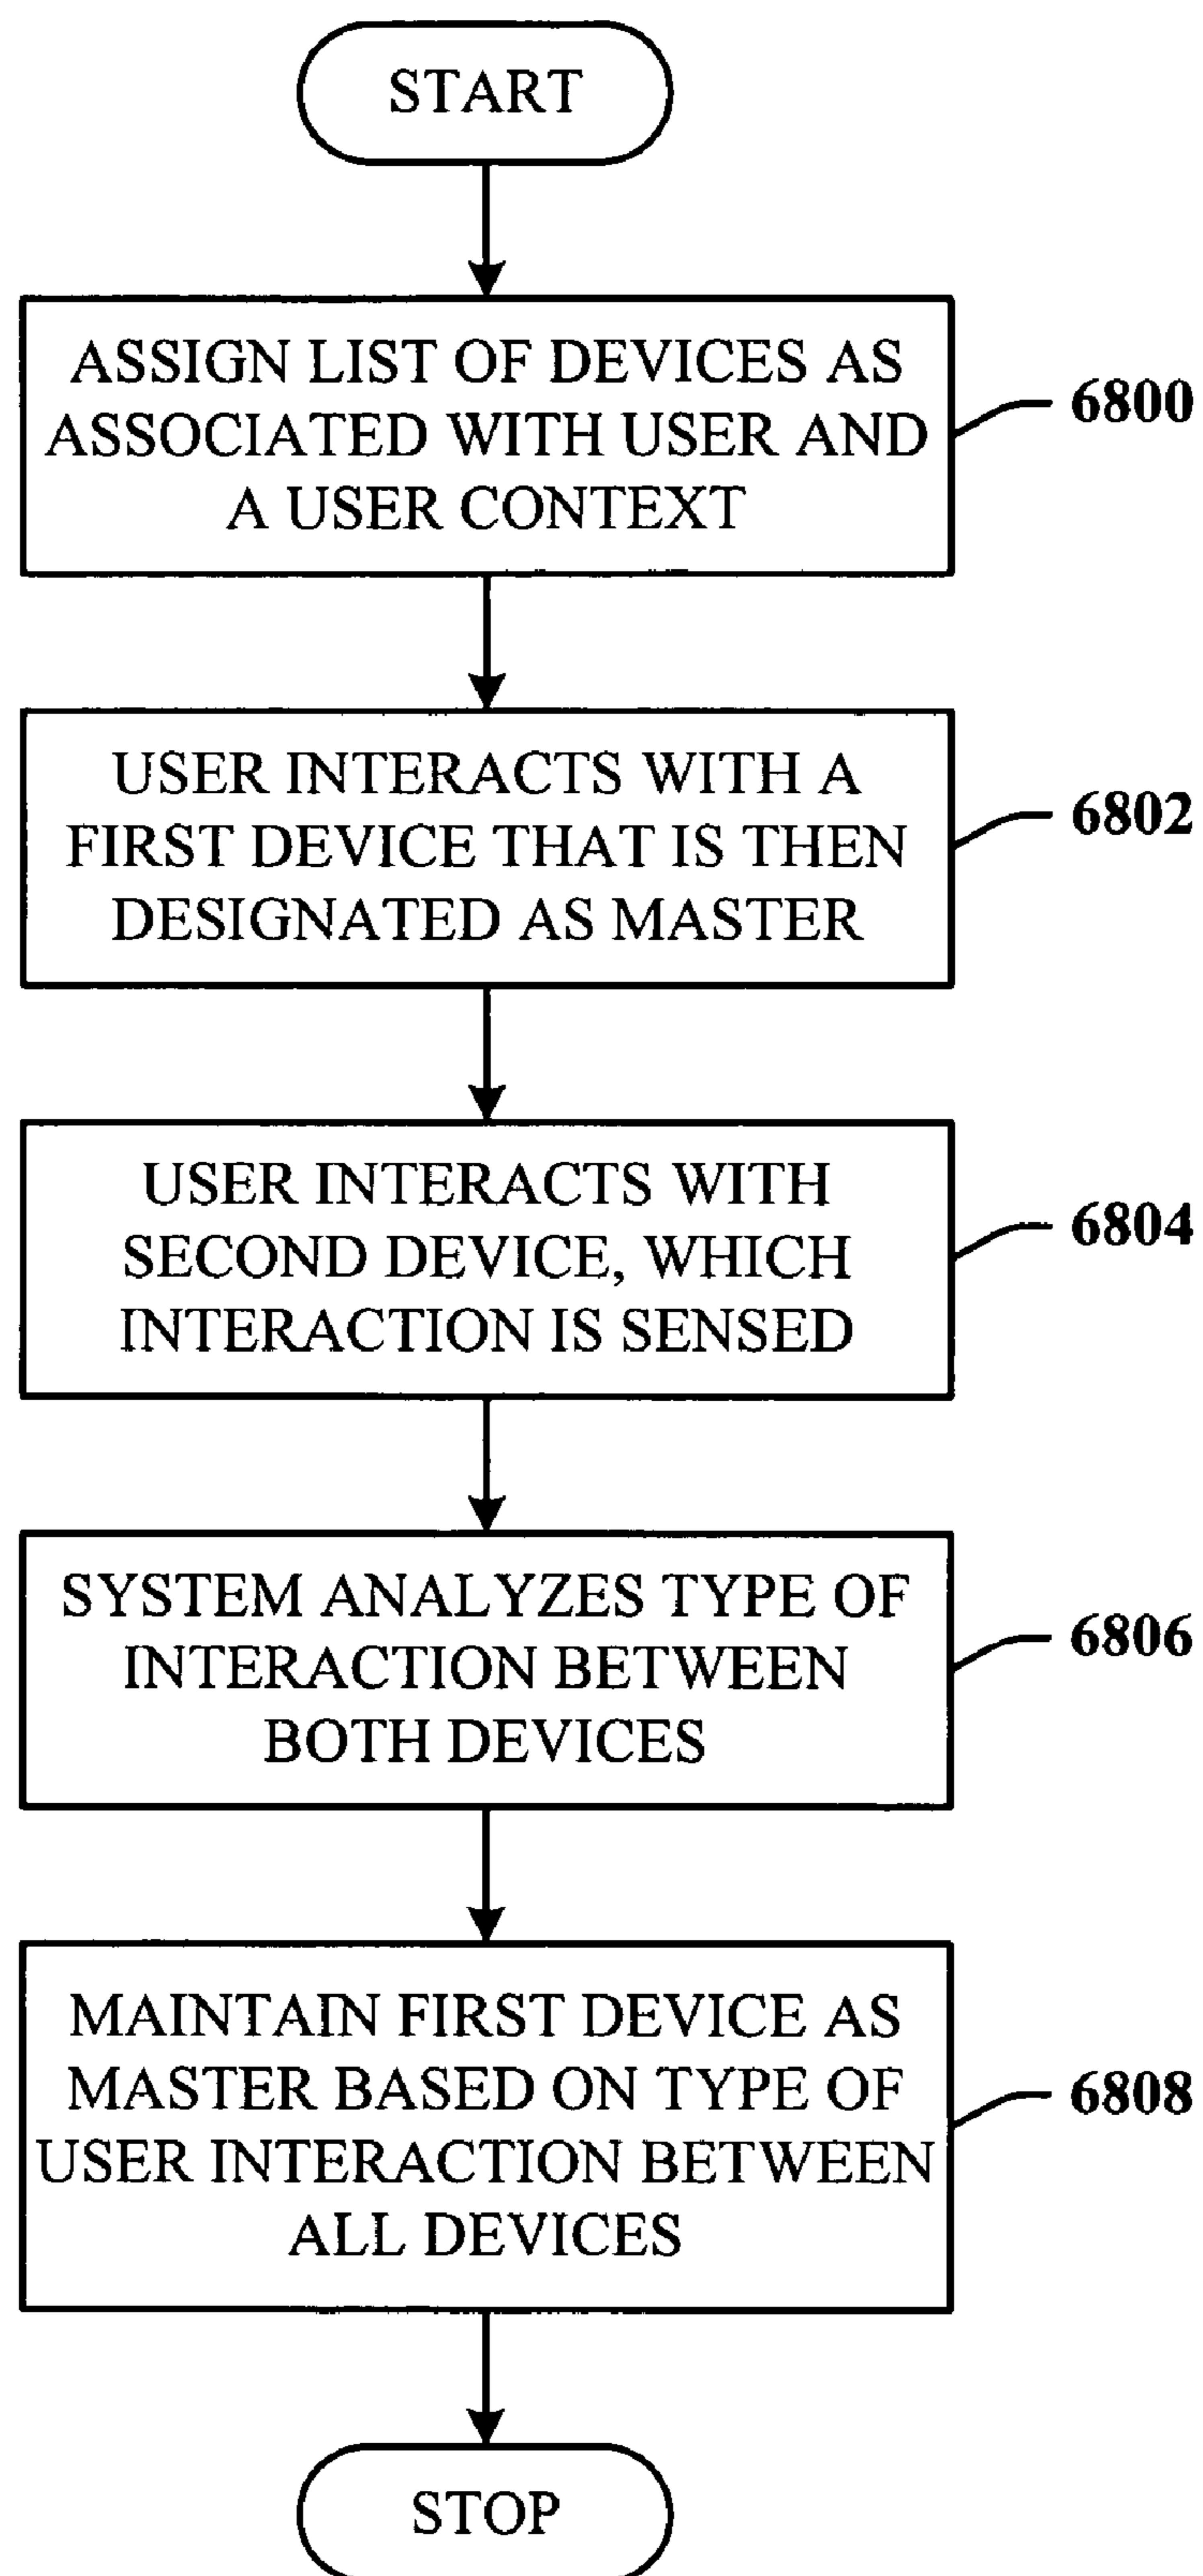 START
ASSIGN LIST OF DEVICES AS
ASSOCIATED WITH USER AND
A USER CONTEXT
6800
USER INTERACTS WITH A
FIRST DEVICE THAT IS THEN
DESIGNATED AS MASTER
6802
USER INTERACTS WITH
SECOND DEVICE, WHICH
INTERACTION IS SENSED
6804
SYSTEM ANALYZES TYPE OF
INTERACTION BETWEEN
BOTH DEVICES
6806
MAINTAIN FIRST DEVICE AS
MASTER BASED ON TYPE OF
USER INTERACTION BETWEEN
ALL DEVICES
6808
STOP